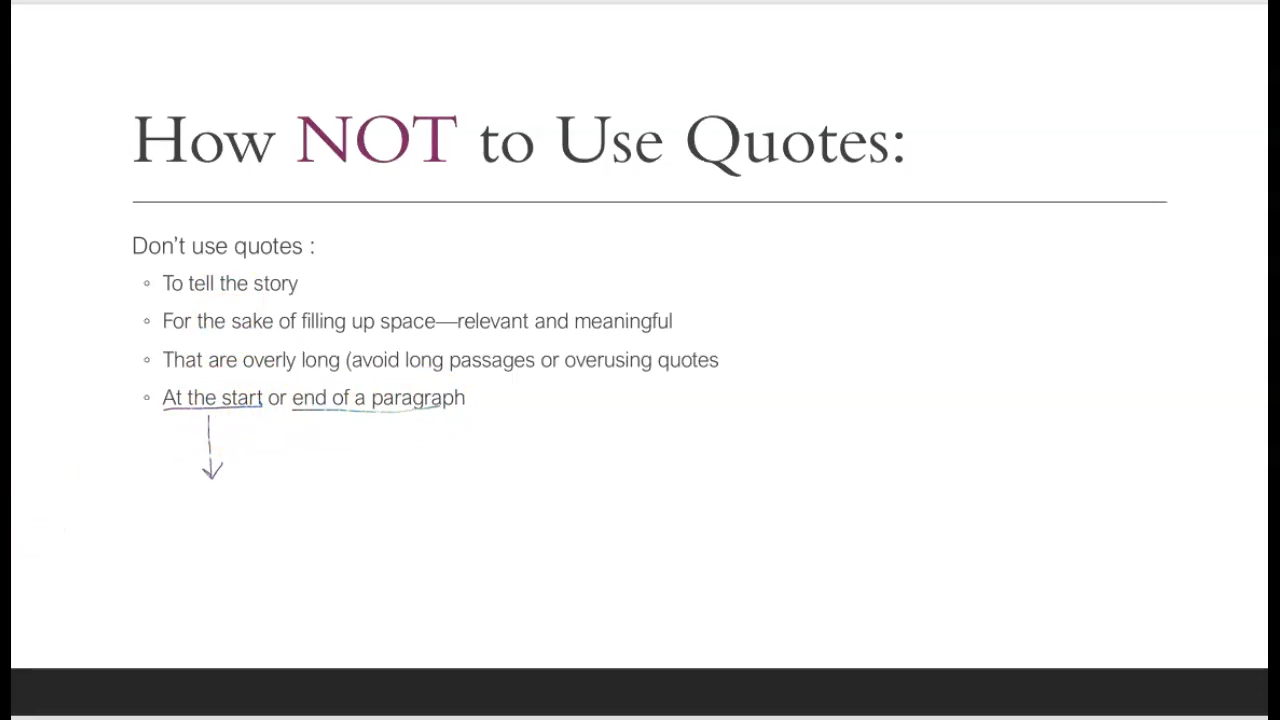 How NOT to Use Quotes:
Don't use quotes :
◦ To tell the story
◦ For the sake of filling up space—relevant and meaningful
◦ That are overly long (avoid long passages or overusing quotes
◦ At the start or end of a paragraph